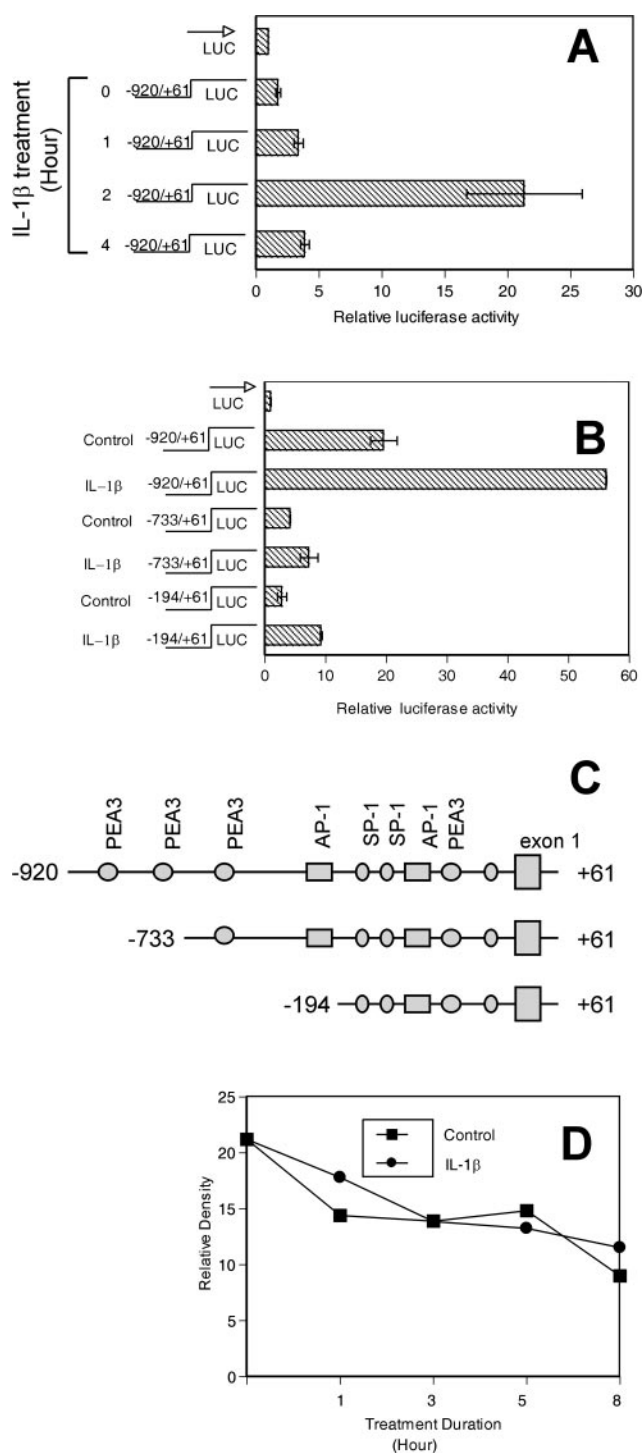 A
LUC
IL-1β treatment
(Hour)
0 -920/+61 LUC
1 -920/+61 LUC
2 -920/+61 LUC
4 -920/+61 LUC
0 5 10 15 20 25 30
Relative luciferase activity
B
LUC
Control -920/+61 LUC
IL-1β -920/+61 LUC
Control -733/+61 LUC
IL-1β -733/+61 LUC
Control -194/+61 LUC
IL-1β -194/+61 LUC
0 10 20 30 40 50 60
Relative luciferase activity
C
PEA3 PEA3 PEA3 AP-1 SP-1 SP-1 AP-1 PEA3
exon 1
-920 +61
-733 +61
-194 +61
D
25
20
15
10
5
0
Relative Density
Control
IL-1β
1 3 5 8
Treatment Duration
(Hour)